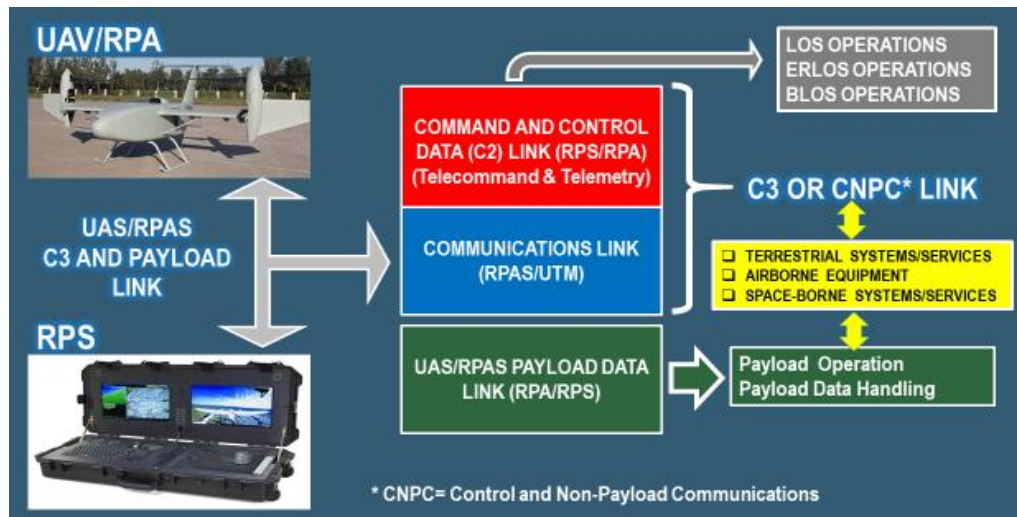 UAV/RPA
UAS/RPAS
C3 AND PAYLOAD
LINK
RPS
COMMAND AND CONTROL
DATA (C2) LINK (RPS/RPA)
(Telecommand & Telemetry)
COMMUNICATIONS LINK
(RPAS/UTM)
UAS/RPAS PAYLOAD DATA
LINK (RPA/RPS)
LOS OPERATIONS
ERLOS OPERATIONS
BLOS OPERATIONS
C3 OR CNPC* LINK
❑ TERRESTRIAL SYSTEMS/SERVICES
❑ AIRBORNE EQUIPMENT
❑ SPACE-BORNE SYSTEMS/SERVICES
Payload Operation
Payload Data Handling
* CNPC= Control and Non-Payload Communications